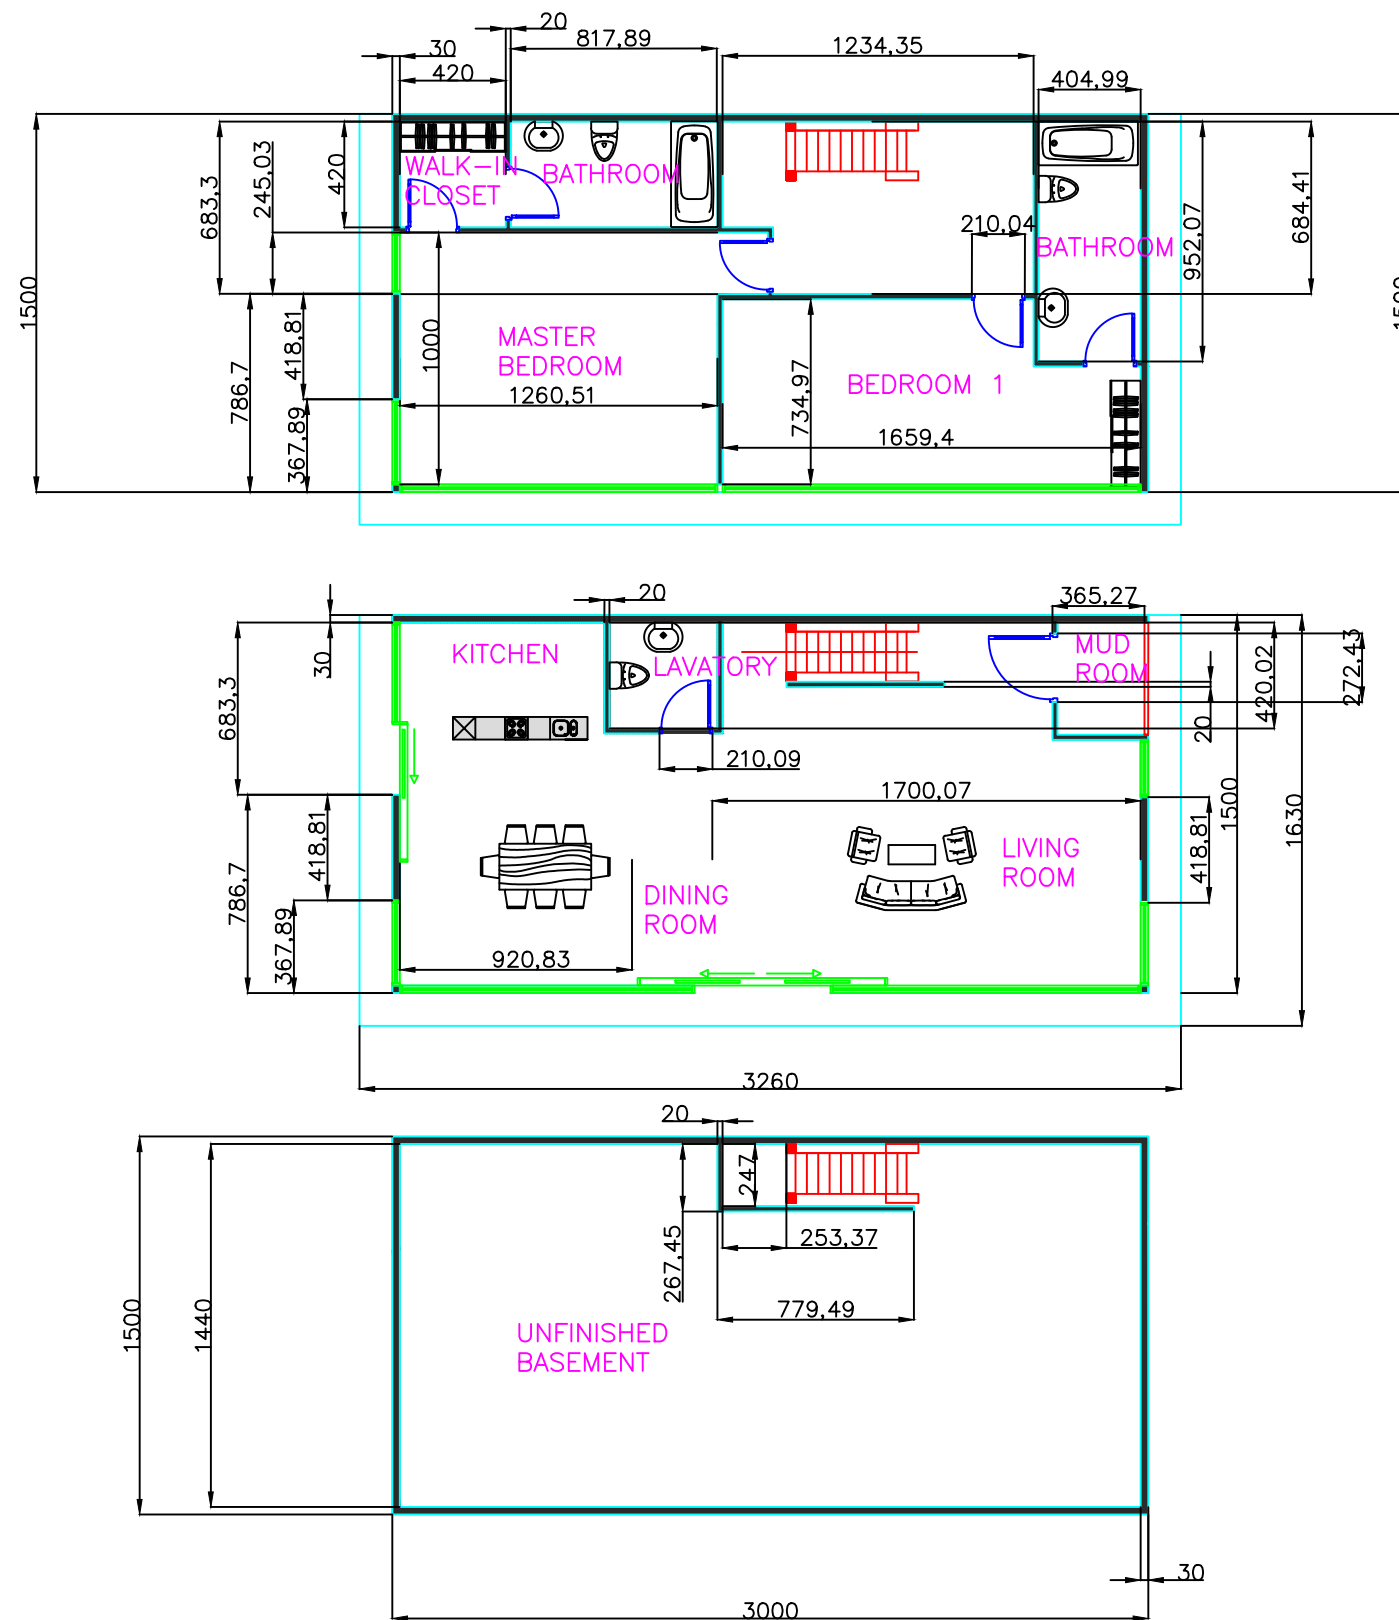 20
30
817,89
1234,35
420
404,99
WALK-IN
CLOSET
BATHROOM
683,3
245,03
420
210,04
BATHROOM
952,07
684,41
1500
1500
MASTER
BEDROOM
1000
418,81
786,7
367,89
1260,51
BEDROOM 1
734,97
1659,4
20
365,27
30
KITCHEN
LAVATORY
MUD
ROOM
683,3
20
420,02
272,43
210,09
1700,07
1500
1630
418,81
786,7
367,89
418,81
LIVING
ROOM
DINING
ROOM
920,83
3260
20
247
267,45
253,37
779,49
1500
1440
UNFINISHED
BASEMENT
30
3000